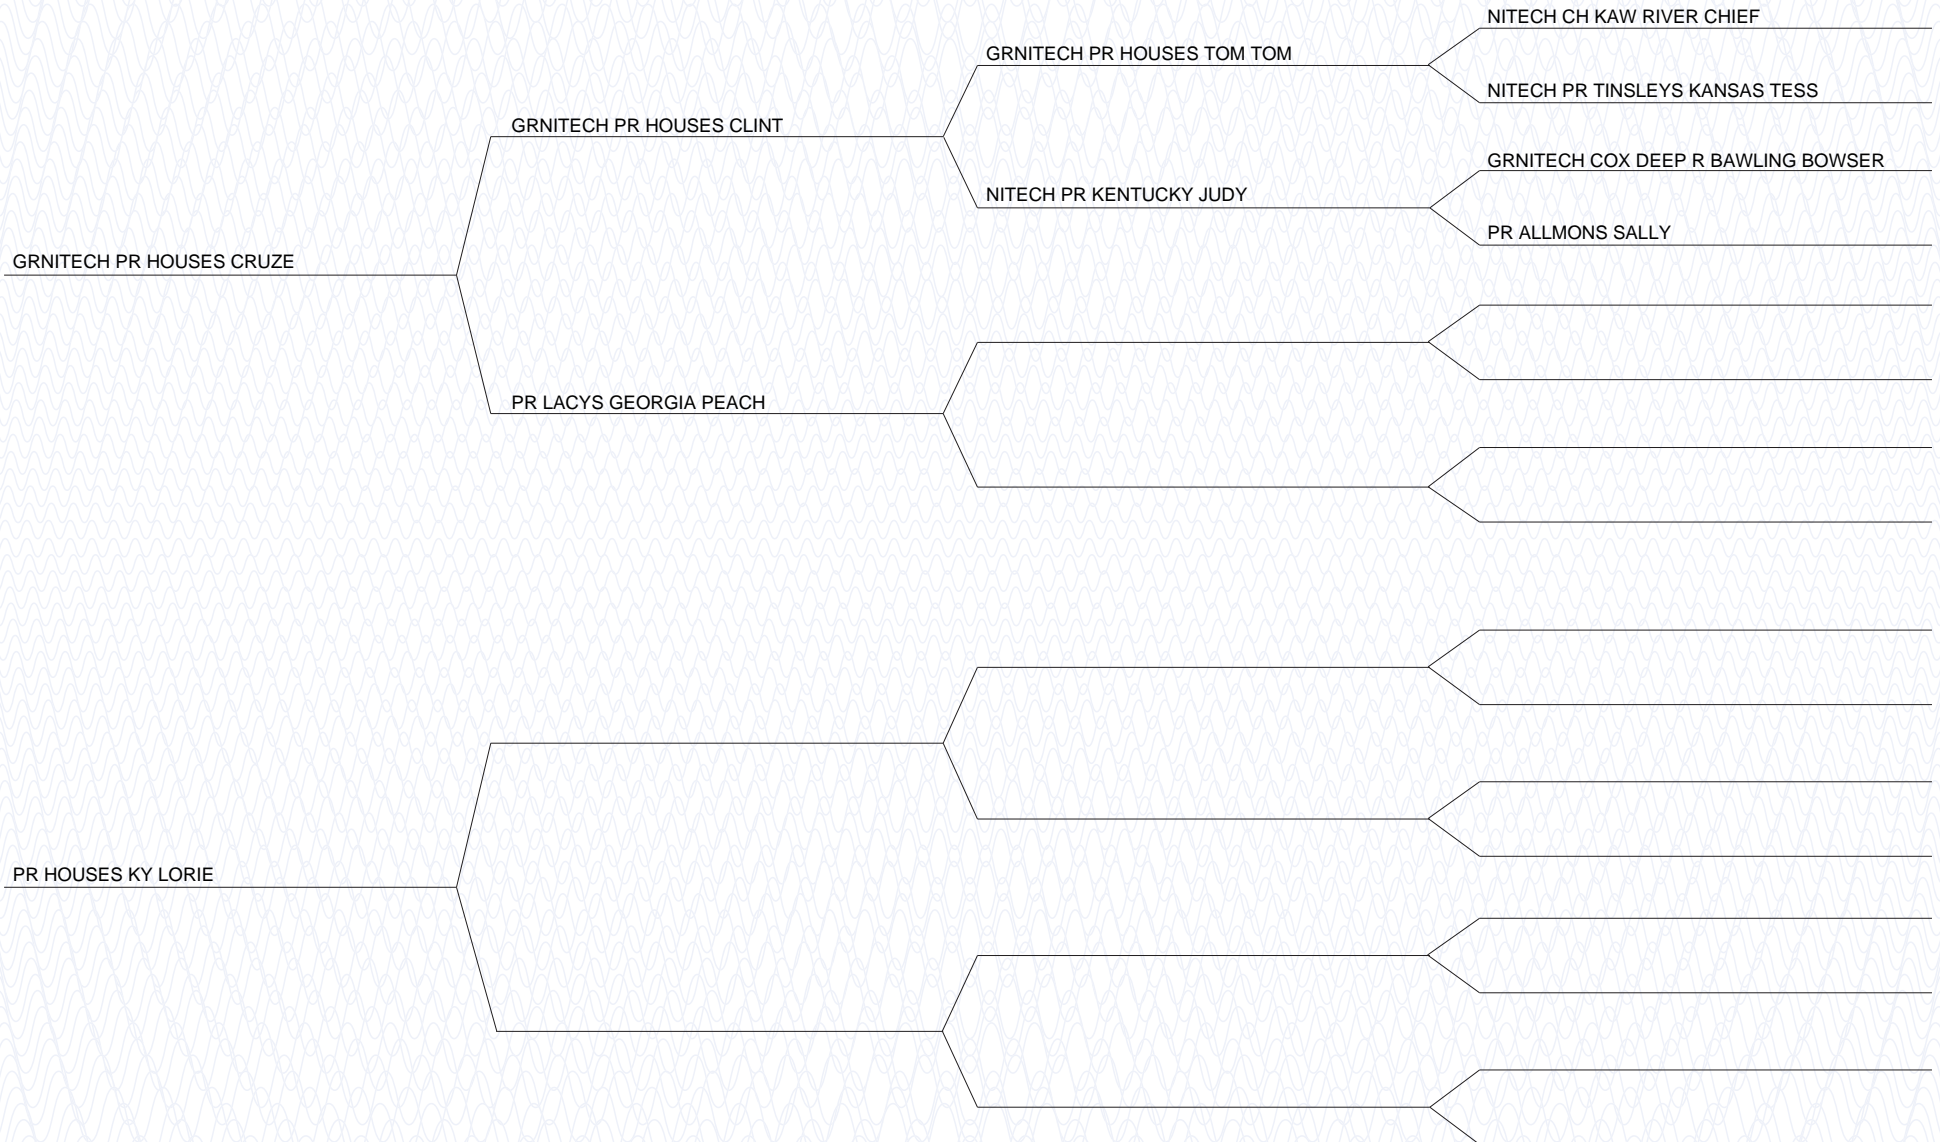 NITECH CH KAW RIVER CHIEF
GRNITECH PR HOUSES TOM TOM
NITECH PR TINSLEYS KANSAS TESS
GRNITECH PR HOUSES CLINT
GRNITECH COX DEEP R BAWLING BOWSER
NITECH PR KENTUCKY JUDY
PR ALLMONS SALLY
GRNITECH PR HOUSES CRUZE
PR LACYS GEORGIA PEACH
PR HOUSES KY LORIE